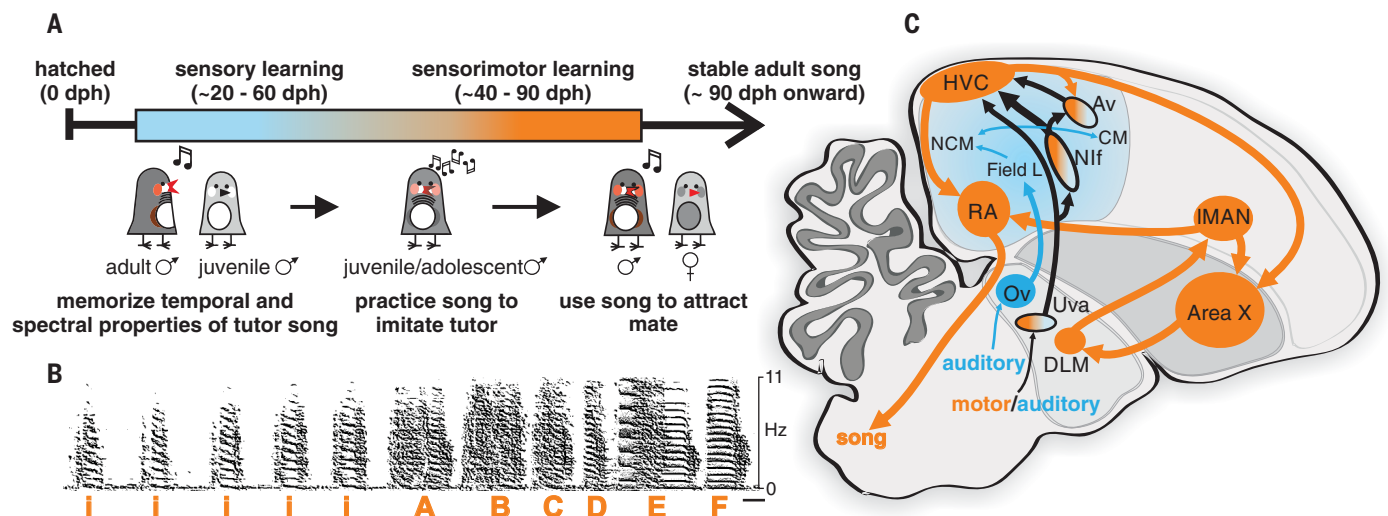 A
hatched
(0 dph)
sensory learning
(~20 - 60 dph)
sensorimotor learning
(~40 - 90 dph)
stable adult song
(~ 90 dph onward)
adult ♂
juvenile ♂
juvenile/adolescent ♂
♂
♀
memorize temporal and
spectral properties of tutor song
practice song to
imitate tutor
use song to attract
mate
B
11
Hz
0
i i i i i A B C D E F
C
HVC
Av
NCM
CM
Field L
NIf
RA
lMAN
Ov
Uva
Area X
DLM
auditory
motor/auditory
song